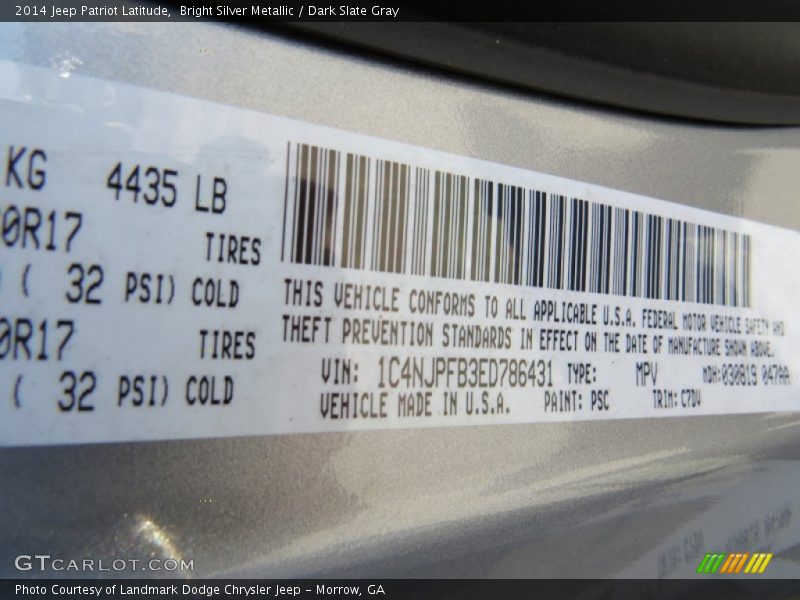 2014 Jeep Patriot Latitude,  Bright Silver Metallic / Dark Slate Gray
KG 4435 LB
0R17 TIRES
( 32 PSI) COLD
0R17 TIRES
( 32 PSI) COLD
THIS VEHICLE CONFORMS TO ALL APPLICABLE U.S.A. FEDERAL MOTOR VEHICLE SAFETY AND
THEFT PREVENTION STANDARDS IN EFFECT ON THE DATE OF MANUFACTURE SHOWN ABOVE.
VIN: 1C4NJPFB3ED786431 TYPE: MPV MDH:030819 047AA
VEHICLE MADE IN U.S.A. PAINT: PSC TRIM: C7DV
GTCARLOT.COM
Photo Courtesy of Landmark Dodge Chrysler Jeep – Morrow, GA